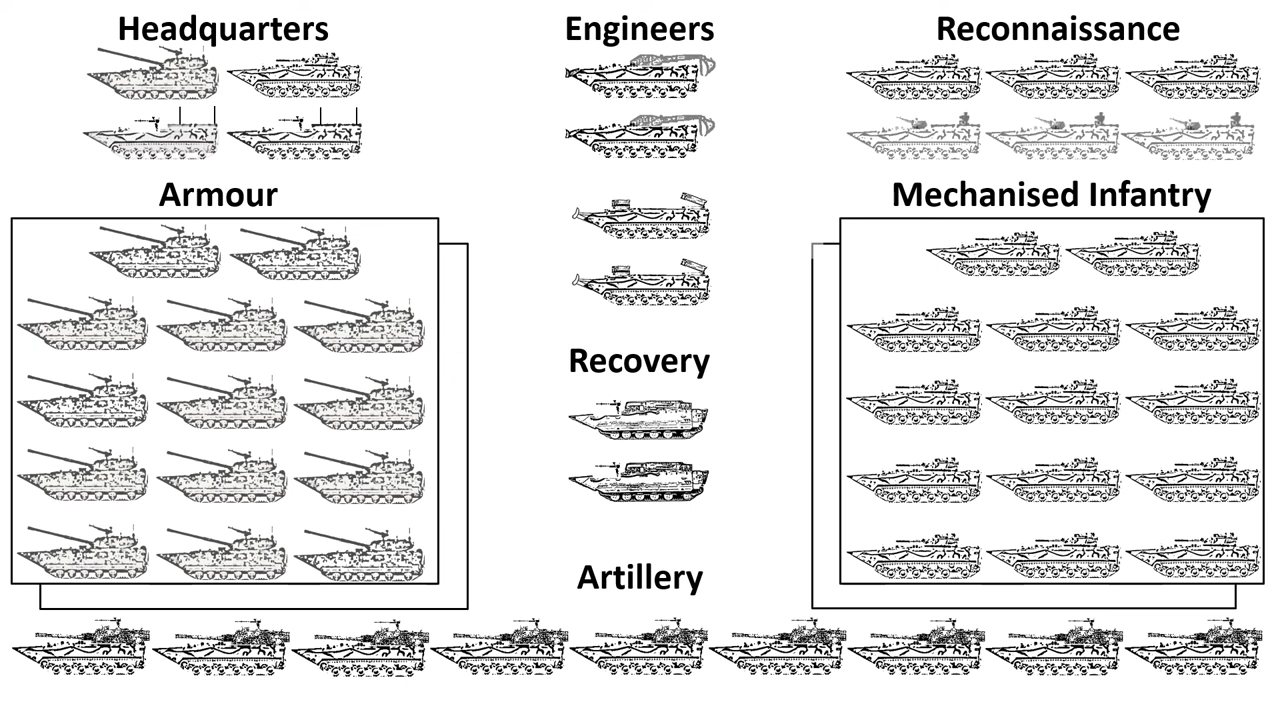 Headquarters
Engineers
Reconnaissance
Armour
Mechanised Infantry
Recovery
Artillery